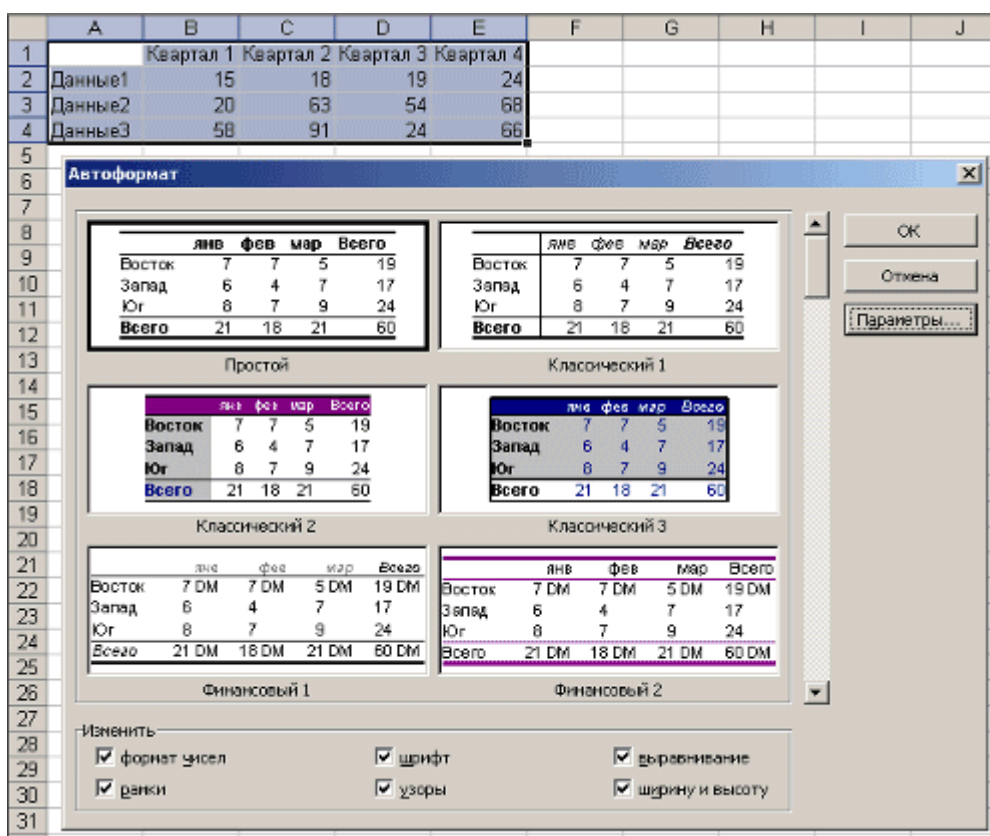 A B C D E F G H I J
1 Квартал 1 Квартал 2 Квартал 3 Квартал 4
2 Данные1 15 18 19 24
3 Данные2 20 63 54 68
4 Данные3 58 91 24 66
5
6
7
8
9
10
11
12
13
14
15
16
17
18
19
20
21
22
23
24
25
26
27
28
29
30
31
Автоформат
янв фев мар Всего
Восток 7 7 5 19
Запад 6 4 7 17
Юг 8 7 9 24
Всего 21 18 21 60
Простой
янв фев мар Всего
Восток 7 7 5 19
Запад 6 4 7 17
Юг 8 7 9 24
Всего 21 18 21 60
Классический 1
янв фев мар Всего
Восток 7 7 5 19
Запад 6 4 7 17
Юг 8 7 9 24
Всего 21 18 21 60
Классический 2
янв фев мар Всего
Восток 7 7 5 19
Запад 6 4 7 17
Юг 8 7 9 24
Всего 21 18 21 60
Классический 3
янв фев мар Всего
Восток 7 DM 7 DM 5 DM 19 DM
Запад 6 4 7 17
Юг 8 7 9 24
Всего 21 DM 18 DM 21 DM 60 DM
Финансовый 1
янв фев мар Всего
Восток 7 DM 7 DM 5 DM 19 DM
Запад 6 4 7 17
Юг 8 7 9 24
Всего 21 DM 18 DM 21 DM 60 DM
Финансовый 2
ОК
Отмена
Параметры...
Изменить
формат чисел шрифт выравнивание
рамки узоры ширину и высоту